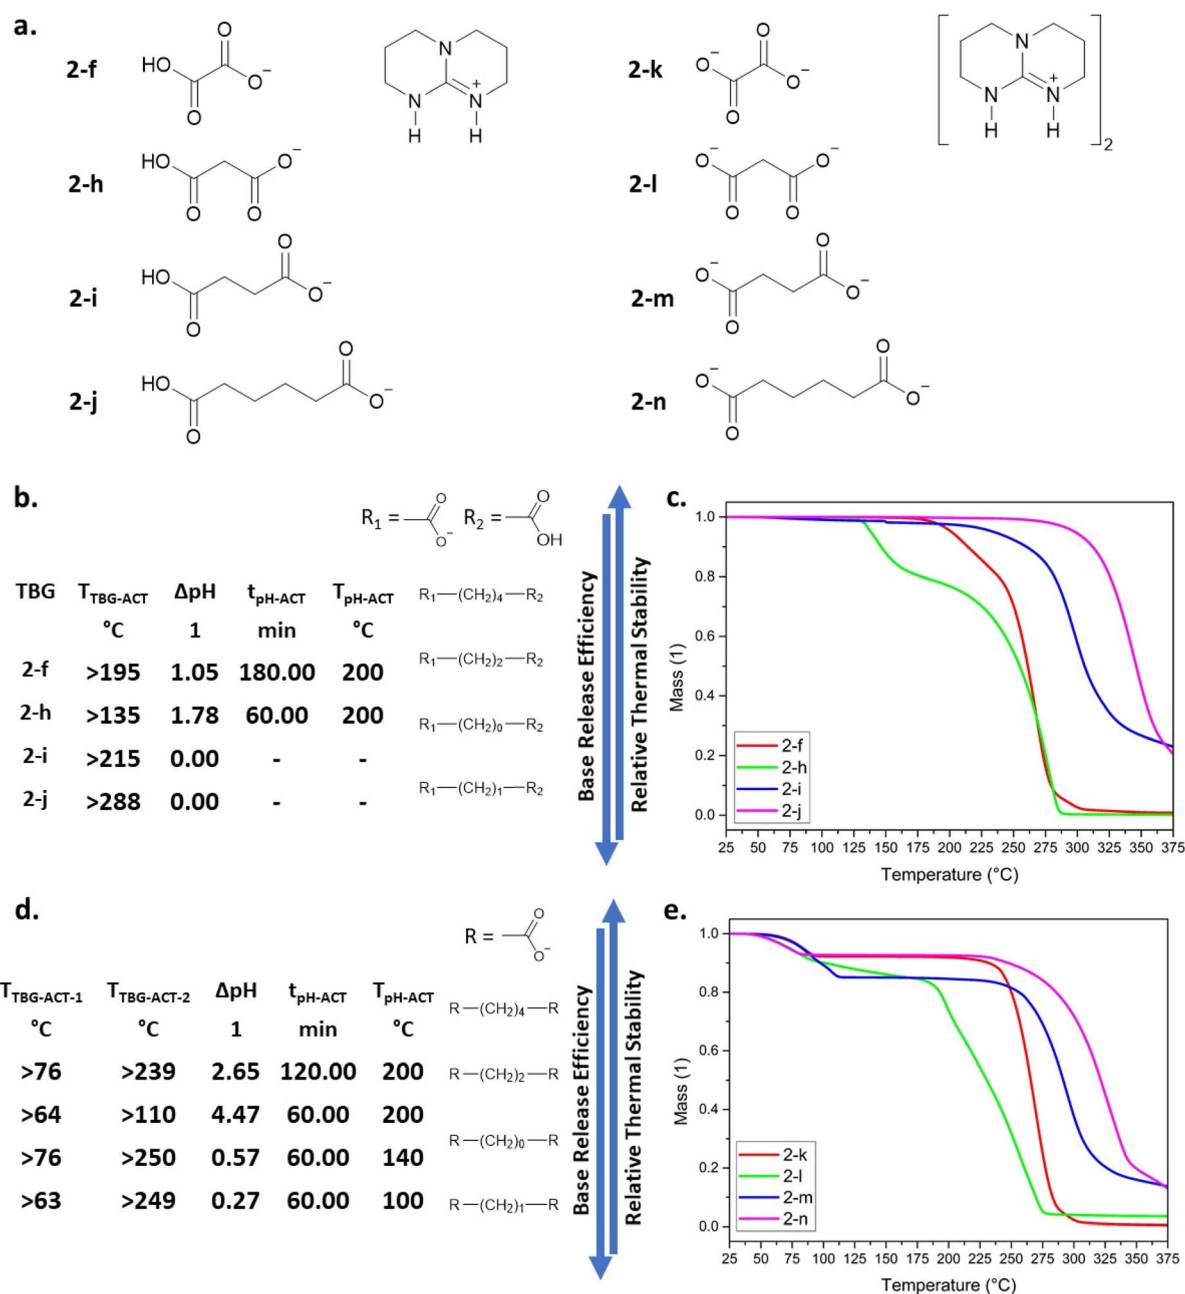 a.
2-f
HO
O
O
O−
N
N
N+
H
H
2-k
O−
O
O
O−
[
N
N
N+
H
H
]2
2-h
HO
O−
O
O
2-l
O−
O−
O
O
2-i
HO
O
O
O−
2-m
O−
O
O
O−
2-j
HO
O
O
O−
2-n
O−
O
O
O−
b.
R1 =
O
O−
R2 =
O
OH
TBG TTBG-ACT ΔpH tpH-ACT TpH-ACT
°C 1 min °C
2-f >195 1.05 180.00 200
2-h >135 1.78 60.00 200
2-i >215 0.00 - -
2-j >288 0.00 - -
R1—(CH2)4—R2
R1—(CH2)2—R2
R1—(CH2)0—R2
R1—(CH2)1—R2
Base Release Efficiency
Relative Thermal Stability
c.
Mass (1)
1.0
0.8
0.6
0.4
0.2
0.0
2-f
2-h
2-i
2-j
25 50 75 100 125 150 175 200 225 250 275 300 325 350 375
Temperature (°C)
d.
R =
O
O−
TTBG-ACT-1 TTBG-ACT-2 ΔpH tpH-ACT TpH-ACT
°C °C 1 min °C
>76 >239 2.65 120.00 200
>64 >110 4.47 60.00 200
>76 >250 0.57 60.00 140
>63 >249 0.27 60.00 100
R—(CH2)4—R
R—(CH2)2—R
R—(CH2)0—R
R—(CH2)1—R
Base Release Efficiency
Relative Thermal Stability
e.
Mass (1)
1.0
0.8
0.6
0.4
0.2
0.0
2-k
2-l
2-m
2-n
25 50 75 100 125 150 175 200 225 250 275 300 325 350 375
Temperature (°C)